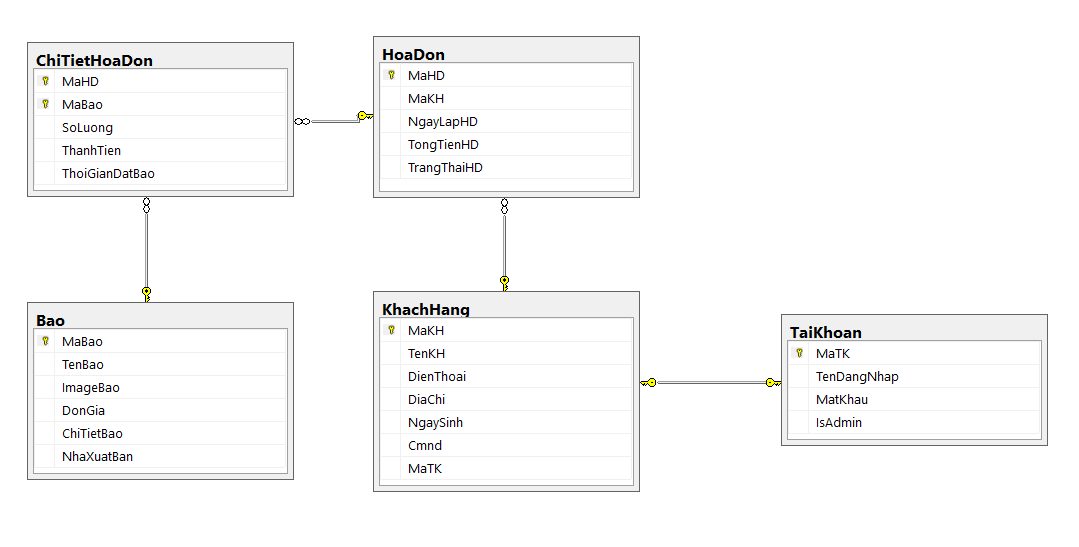 ChiTietHoaDon
MaHD
MaBao
SoLuong
ThanhTien
ThoiGianDatBao
HoaDon
MaHD
MaKH
NgayLapHD
TongTienHD
TrangThaiHD
Bao
MaBao
TenBao
ImageBao
DonGia
ChiTietBao
NhaXuatBan
KhachHang
MaKH
TenKH
DienThoai
DiaChi
NgaySinh
Cmnd
MaTK
TaiKhoan
MaTK
TenDangNhap
MatKhau
IsAdmin